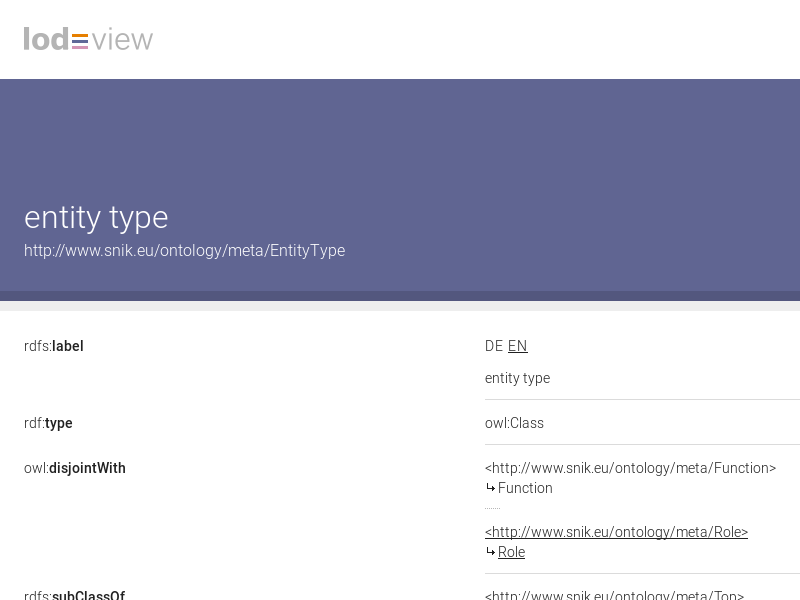 lod view
entity type
http://www.snik.eu/ontology/meta/EntityType
rdfs:label
DE EN
entity type
rdf:type
owl:Class
owl:disjointWith
<http://www.snik.eu/ontology/meta/Function>
Function
<http://www.snik.eu/ontology/meta/Role>
Role
rdfs:subClassOf
<http://www.snik.eu/ontology/meta/Top>